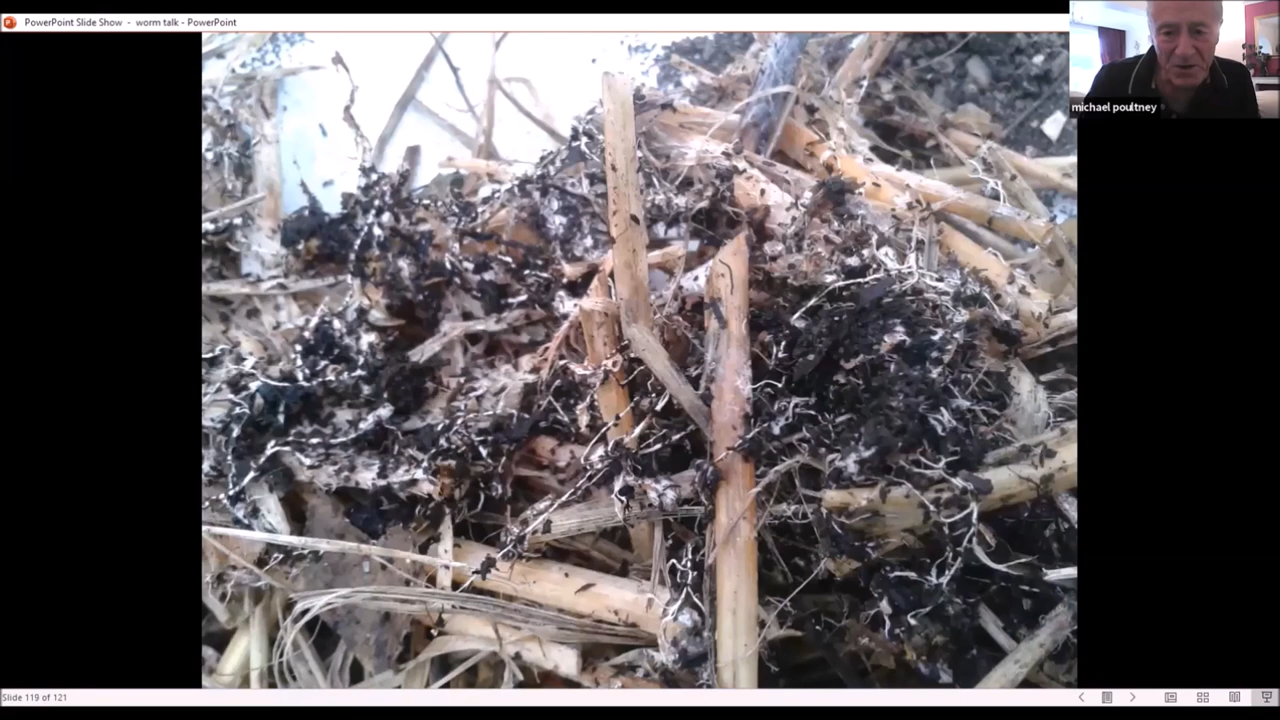 PowerPoint Slide Show - worm talk - PowerPoint
michael poultney
Slide 119 of 121